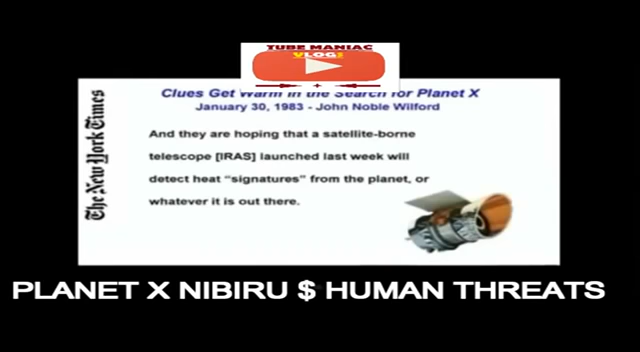 TUBE MANIAC
VLOGS
Clues Get Warm in the Search for Planet X
January 30, 1983 - John Noble Wilford
The New York Times
And they are hoping that a satellite-borne
telescope [IRAS] launched last week will
detect heat “signatures” from the planet, or
whatever it is out there.
PLANET X NIBIRU $ HUMAN THREATS